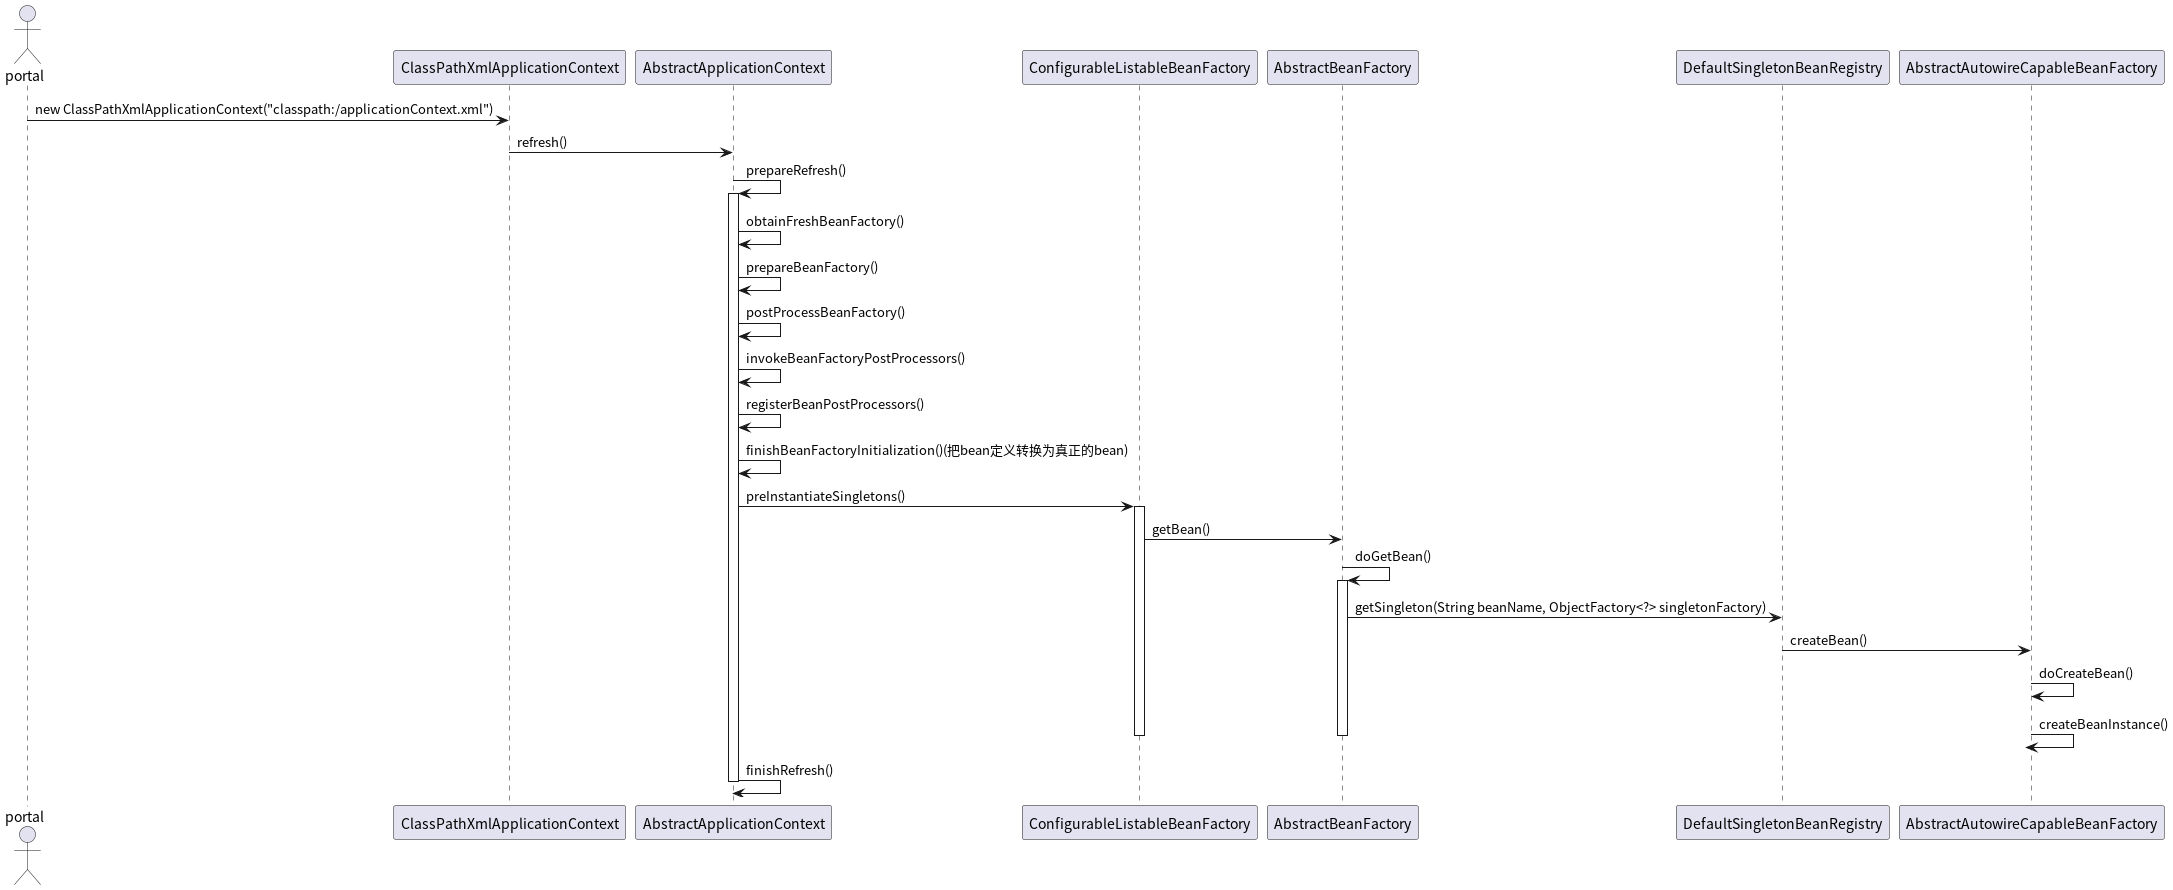 portal
ClassPathXmlApplicationContext
AbstractApplicationContext
ConfigurableListableBeanFactory
AbstractBeanFactory
DefaultSingletonBeanRegistry
AbstractAutowireCapableBeanFactory
new ClassPathXmlApplicationContext("classpath:/applicationContext.xml")
refresh()
prepareRefresh()
obtainFreshBeanFactory()
prepareBeanFactory()
postProcessBeanFactory()
invokeBeanFactoryPostProcessors()
registerBeanPostProcessors()
finishBeanFactoryInitialization()(把bean定义转换为真正的bean)
preInstantiateSingletons()
getBean()
doGetBean()
getSingleton(String beanName, ObjectFactory<?> singletonFactory)
createBean()
doCreateBean()
createBeanInstance()
finishRefresh()
portal
ClassPathXmlApplicationContext
AbstractApplicationContext
ConfigurableListableBeanFactory
AbstractBeanFactory
DefaultSingletonBeanRegistry
AbstractAutowireCapableBeanFactory